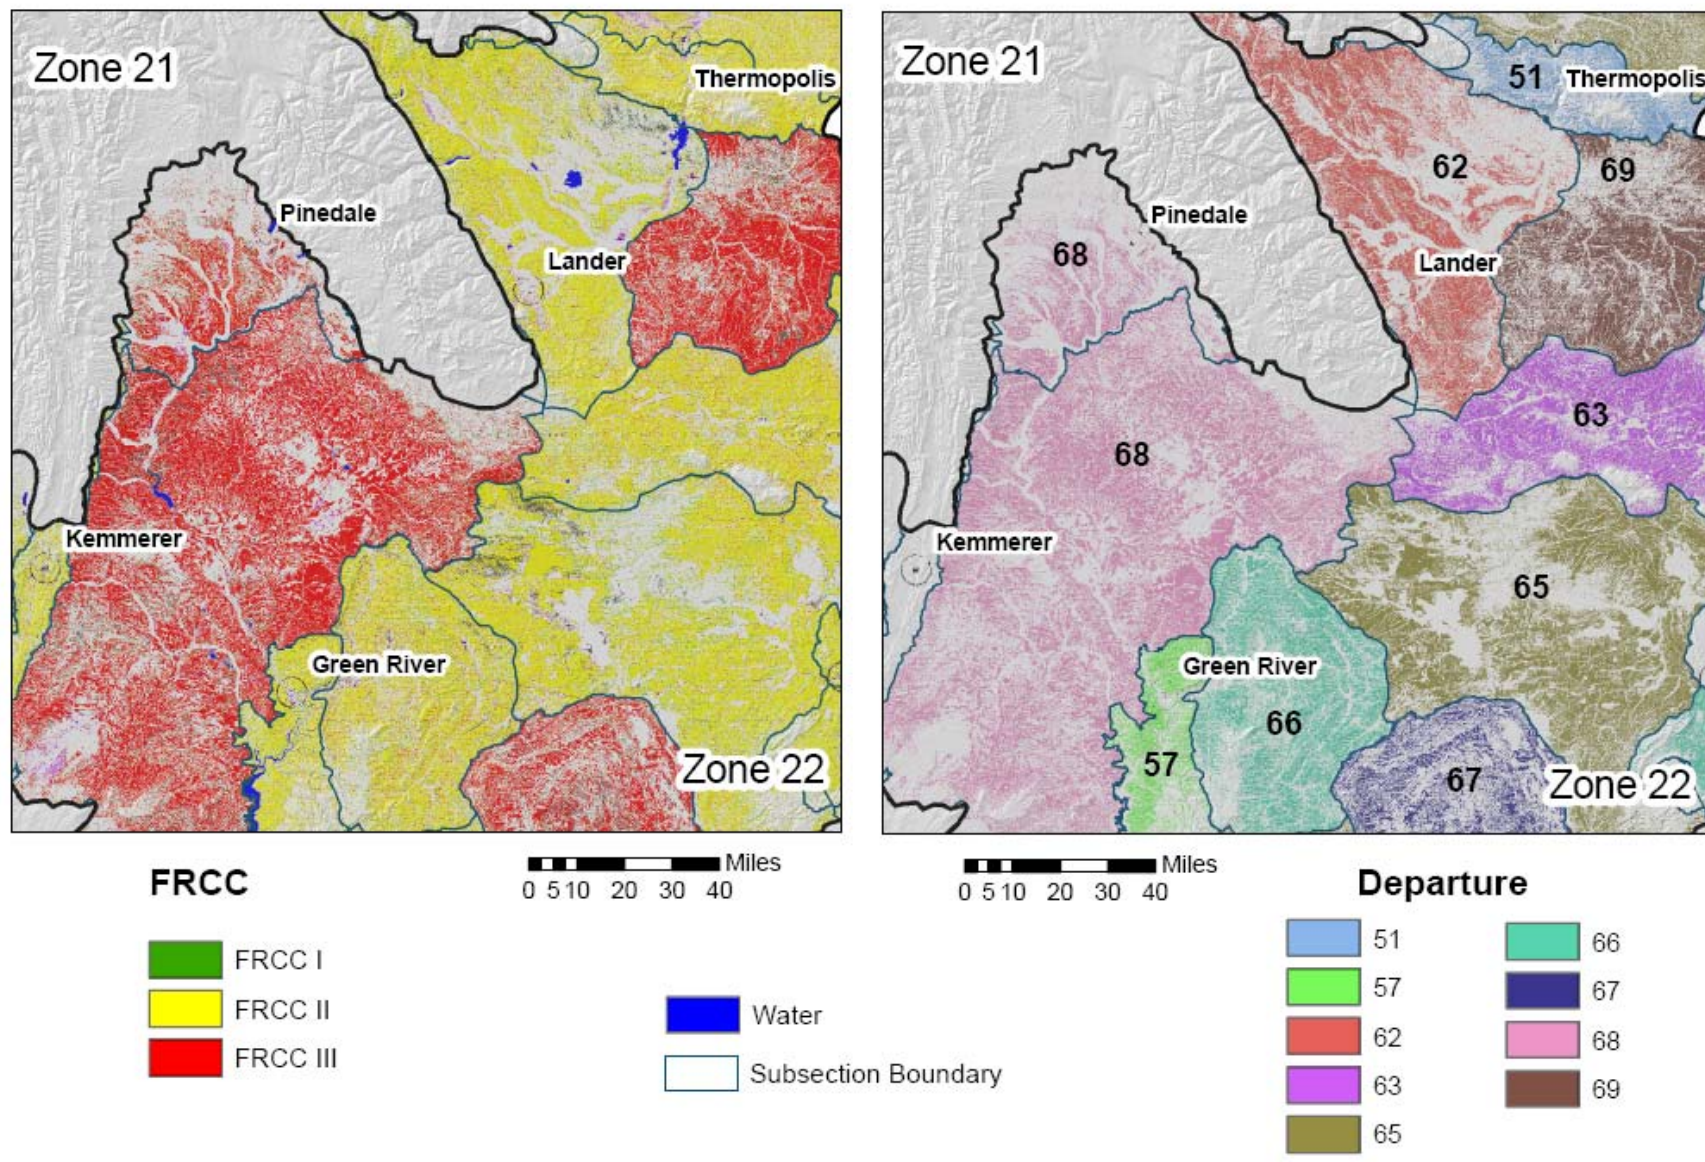 Zone 21
Thermopolis
Pinedale
Lander
Kemmerer
Green River
Zone 22
Zone 21
51
Thermopolis
62
69
Pinedale
68
Lander
63
68
Kemmerer
65
Green River
66
57
67
Zone 22
Miles
0 5 10 20 30 40
FRCC
FRCC I
FRCC II
FRCC III
Water
Subsection Boundary
Miles
0 5 10 20 30 40
Departure
51
57
62
63
65
66
67
68
69